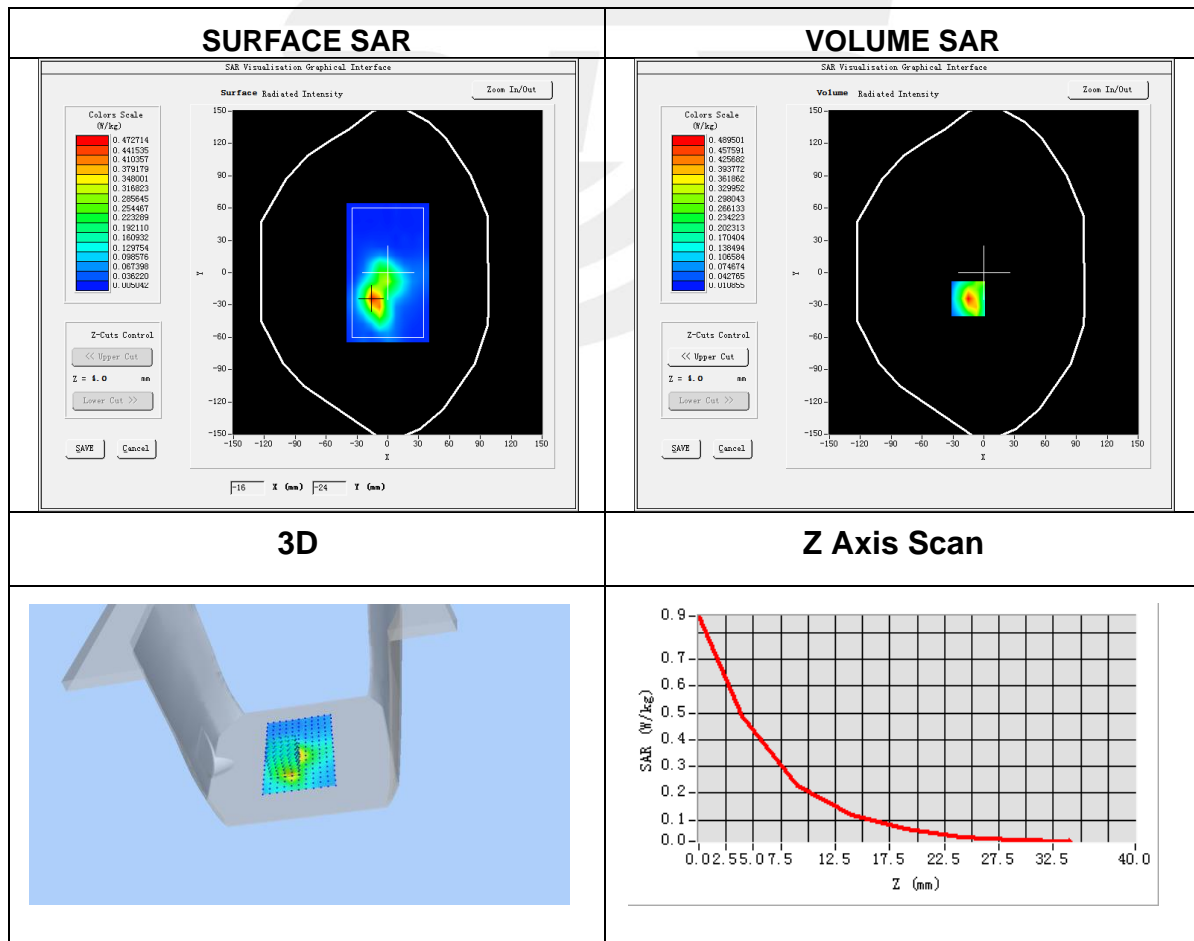 SURFACE SAR
VOLUME SAR
SAR Visualisation Graphical Interface
Surface Radiated Intensity
Zoom In/Out
Colors Scale
(W/kg)
0.472714
0.441535
0.410357
0.379179
0.348001
0.316823
0.285645
0.254467
0.223289
0.192110
0.160932
0.129754
0.098576
0.067398
0.036220
0.005042
Z-Cuts Control
<< Upper Cut
Z = 4.0 mm
Lower Cut >>
SAVE
Cancel
150
120
90
60
30
0
-30
-60
-90
-120
-150
Y
-150 -120 -90 -60 -30 0 30 60 90 120 150
X
-16 X (mm) -24 Y (mm)
SAR Visualisation Graphical Interface
Volume Radiated Intensity
Zoom In/Out
Colors Scale
(W/kg)
0.489501
0.457591
0.425682
0.393772
0.361862
0.329952
0.298043
0.266133
0.234223
0.202313
0.170404
0.138494
0.106584
0.074674
0.042765
0.010855
Z-Cuts Control
<< Upper Cut
Z = 4.0 mm
Lower Cut >>
SAVE
Cancel
150
120
90
60
30
0
-30
-60
-90
-120
-150
Y
-150 -120 -90 -60 -30 0 30 60 90 120 150
X
3D
Z Axis Scan
0.9
0.7
0.6
0.5
0.4
0.3
0.2
0.1
0.0
SAR (W/kg)
0.0 2.5 5.0 7.5 12.5 17.5 22.5 27.5 32.5 40.0
Z (mm)